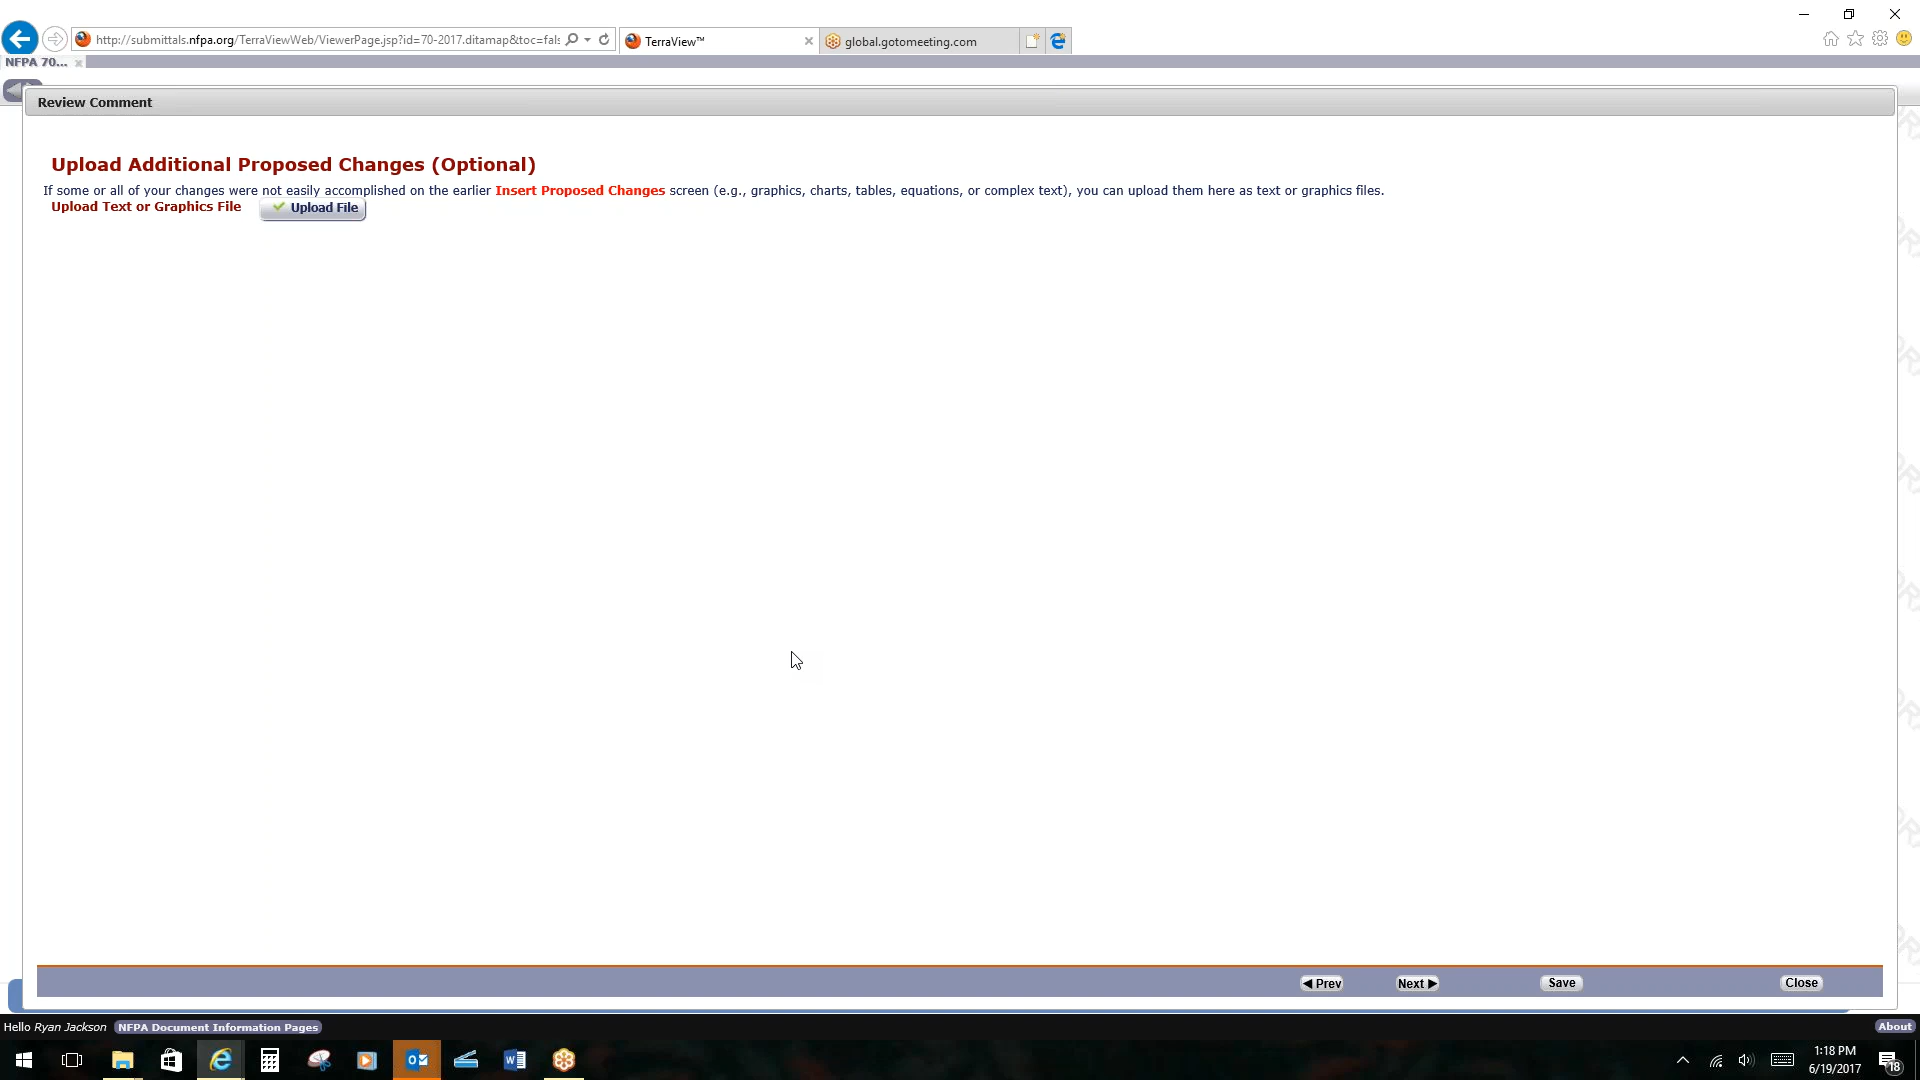 http://submittals.nfpa.org/TerraViewWeb/ViewerPage.jsp?id=70-2017.ditamap&toc=fals
TerraView™
global.gotomeeting.com
NFPA 70...
Review Comment
Upload Additional Proposed Changes (Optional)
If some or all of your changes were not easily accomplished on the earlier Insert Proposed Changes screen (e.g., graphics, charts, tables, equations, or complex text), you can upload them here as text or graphics files.
Upload Text or Graphics File Upload File
Prev Next Save Close
Hello Ryan Jackson NFPA Document Information Pages About
1:18 PM
6/19/2017
18